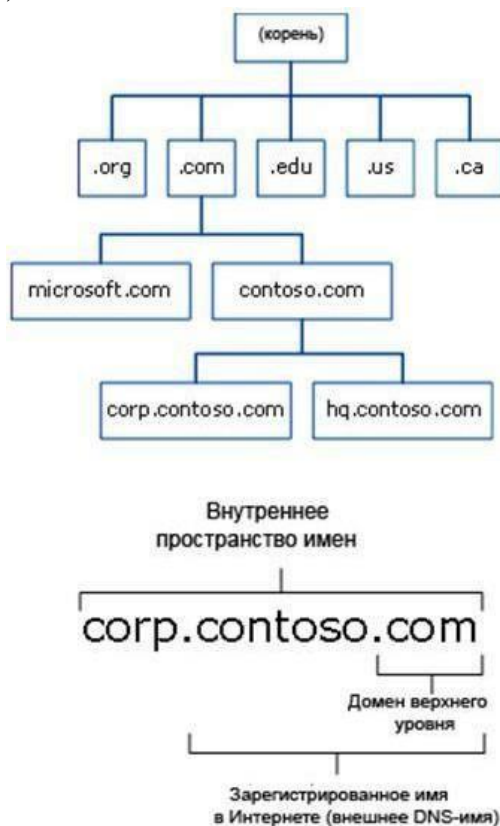 (корень)
.org .com .edu .us .ca
microsoft.com contoso.com
corp.contoso.com hq.contoso.com
Внутреннее
пространство имен
corp.contoso.com
Домен верхнего
уровня
Зарегистрированное имя
в Интернете (внешнее DNS-имя)